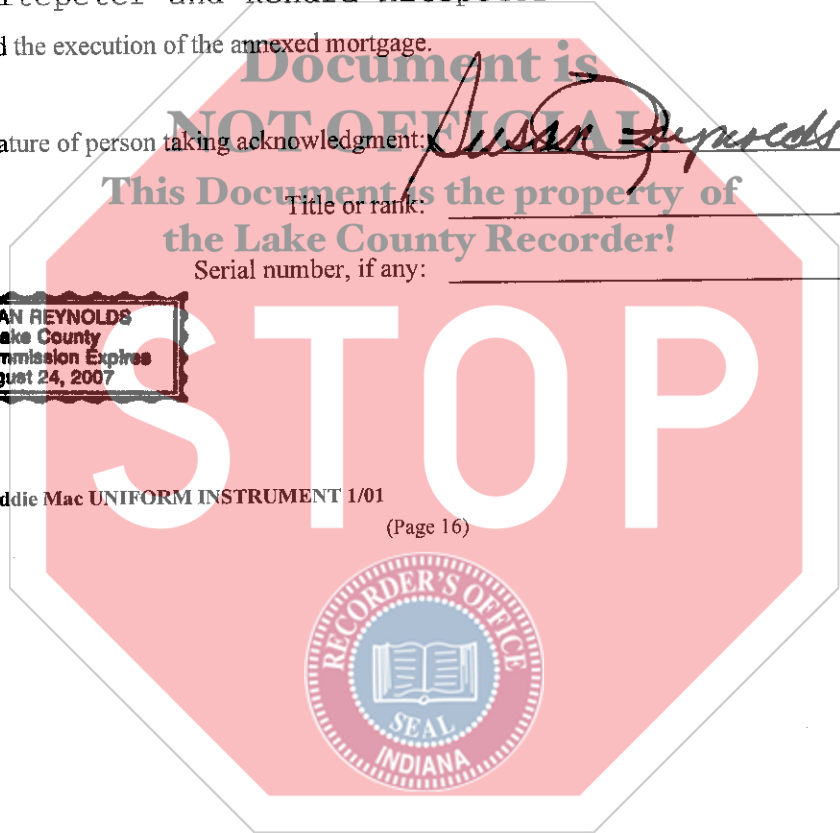 d the execution of the annexed mortgage.
Document is
NOT OFFICIAL!
ature of person taking acknowledgment: Susan Reynolds
This Document is the property of
Title or rank:
the Lake County Recorder!
Serial number, if any:
AN REYNOLDS
ake County
mmission Expires
gust 24, 2007
STOP
ddie Mac UNIFORM INSTRUMENT 1/01
(Page 16)
RECORDER'S OFFICE
SEAL
INDIANA